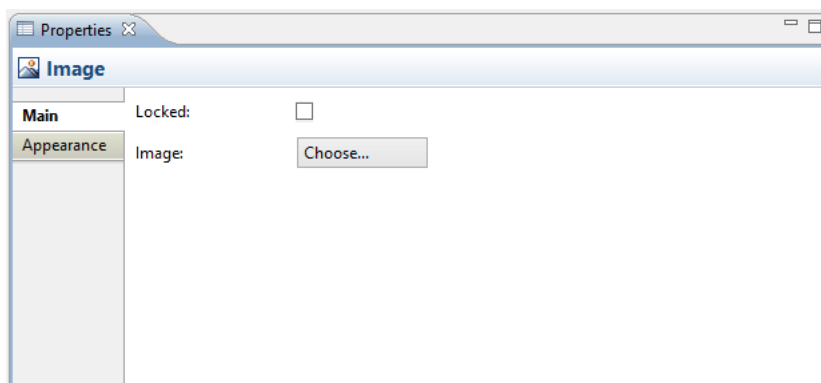 Properties
Image
Main
Locked:
Appearance
Image:
Choose...